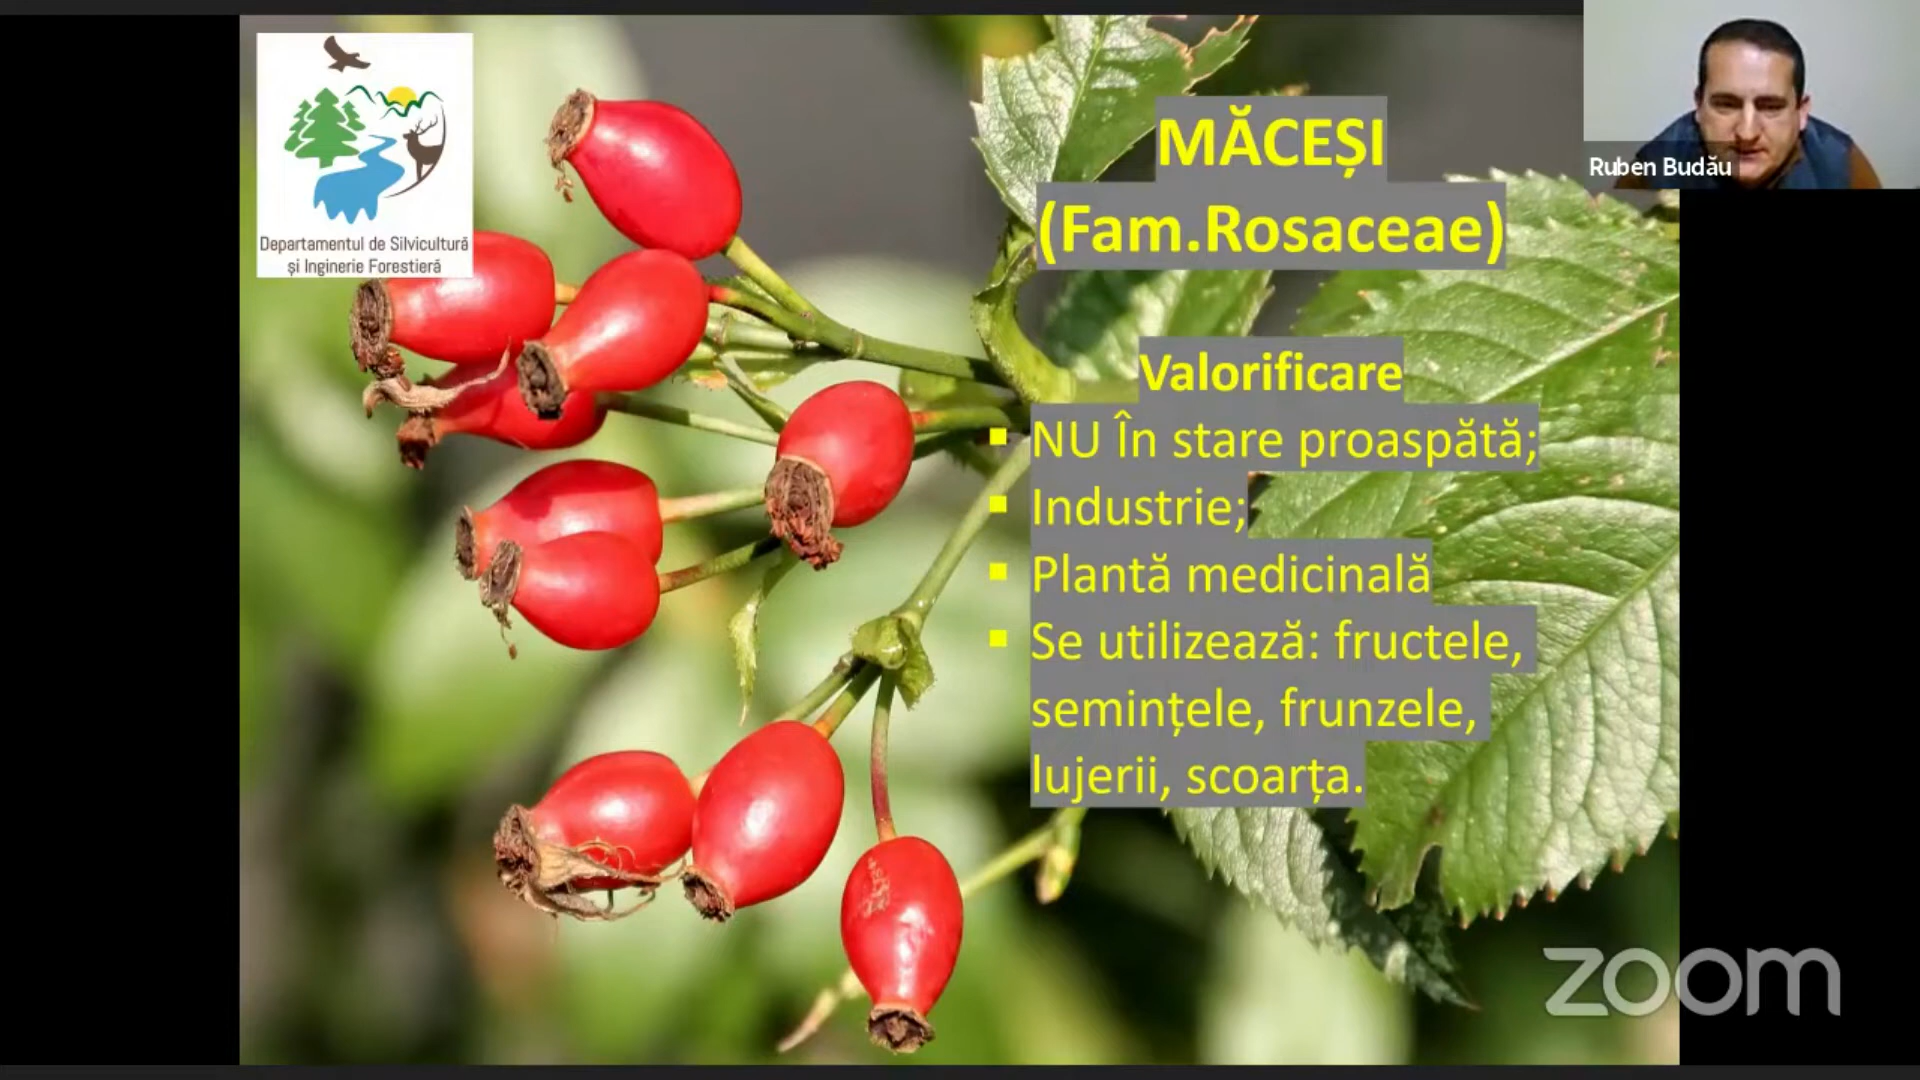 Departamentul de Silvicultură
și Inginerie Forestieră
MĂCEȘI
(Fam.Rosaceae)
Valorificare
▪ NU În stare proaspătă;
▪ Industrie;
▪ Plantă medicinală
▪ Se utilizează: fructele,
semințele, frunzele,
lujerii, scoarța.
Ruben Budău
zoom